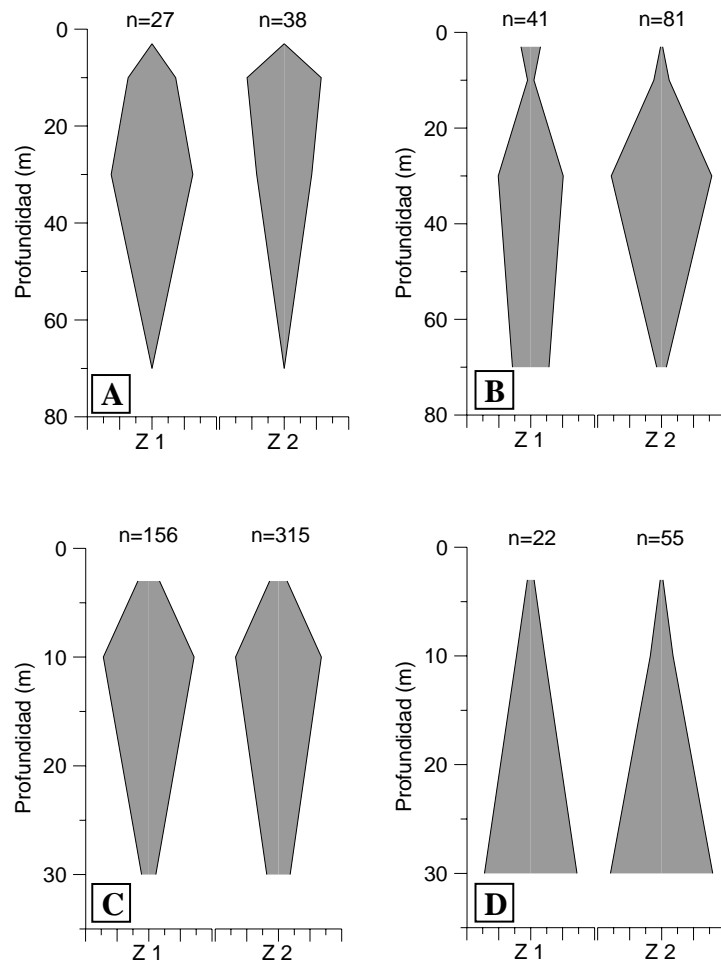 n=27 n=38
0
20
40
60
80
Profundidad (m)
A
Z 1 Z 2
n=41 n=81
0
20
40
60
80
Profundidad (m)
B
Z 1 Z 2
n=156 n=315
0
10
20
30
Profundidad (m)
C
Z 1 Z 2
n=22 n=55
0
10
20
30
Profundidad (m)
D
Z 1 Z 2